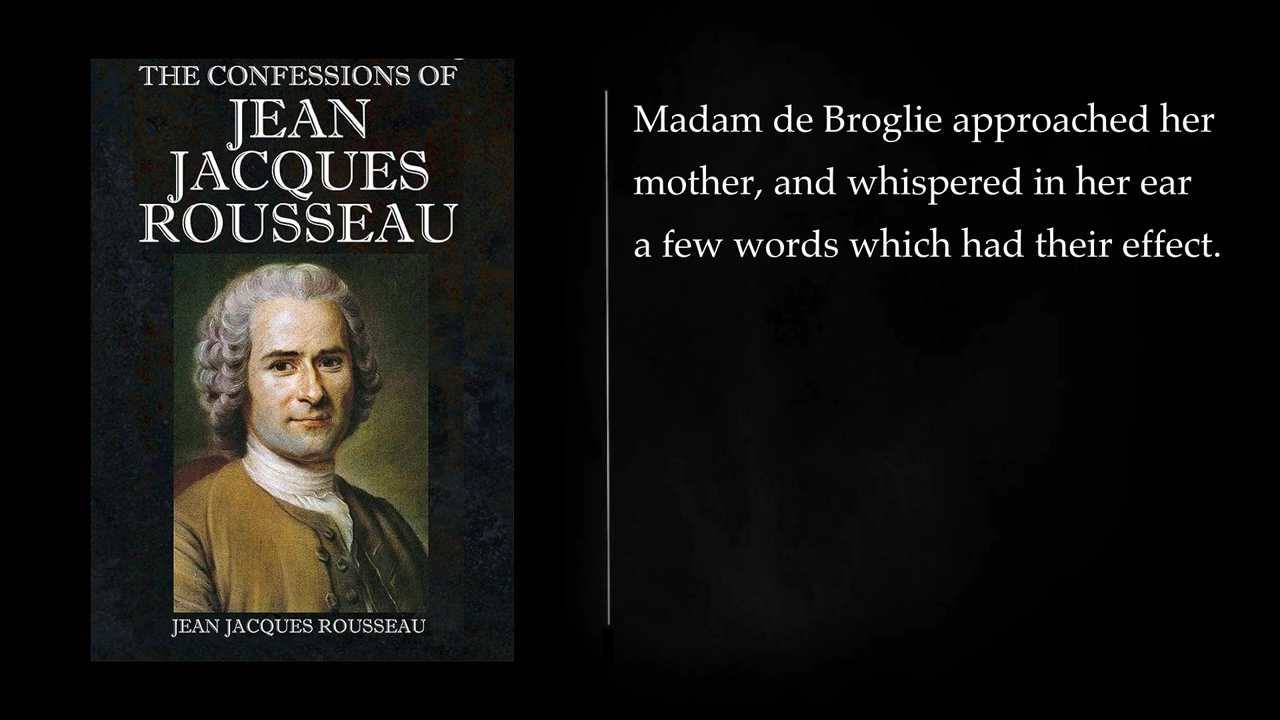 THE CONFESSIONS OF
JEAN
JACQUES
ROUSSEAU
JEAN JACQUES ROUSSEAU
Madam de Broglie approached her
mother, and whispered in her ear
a few words which had their effect.